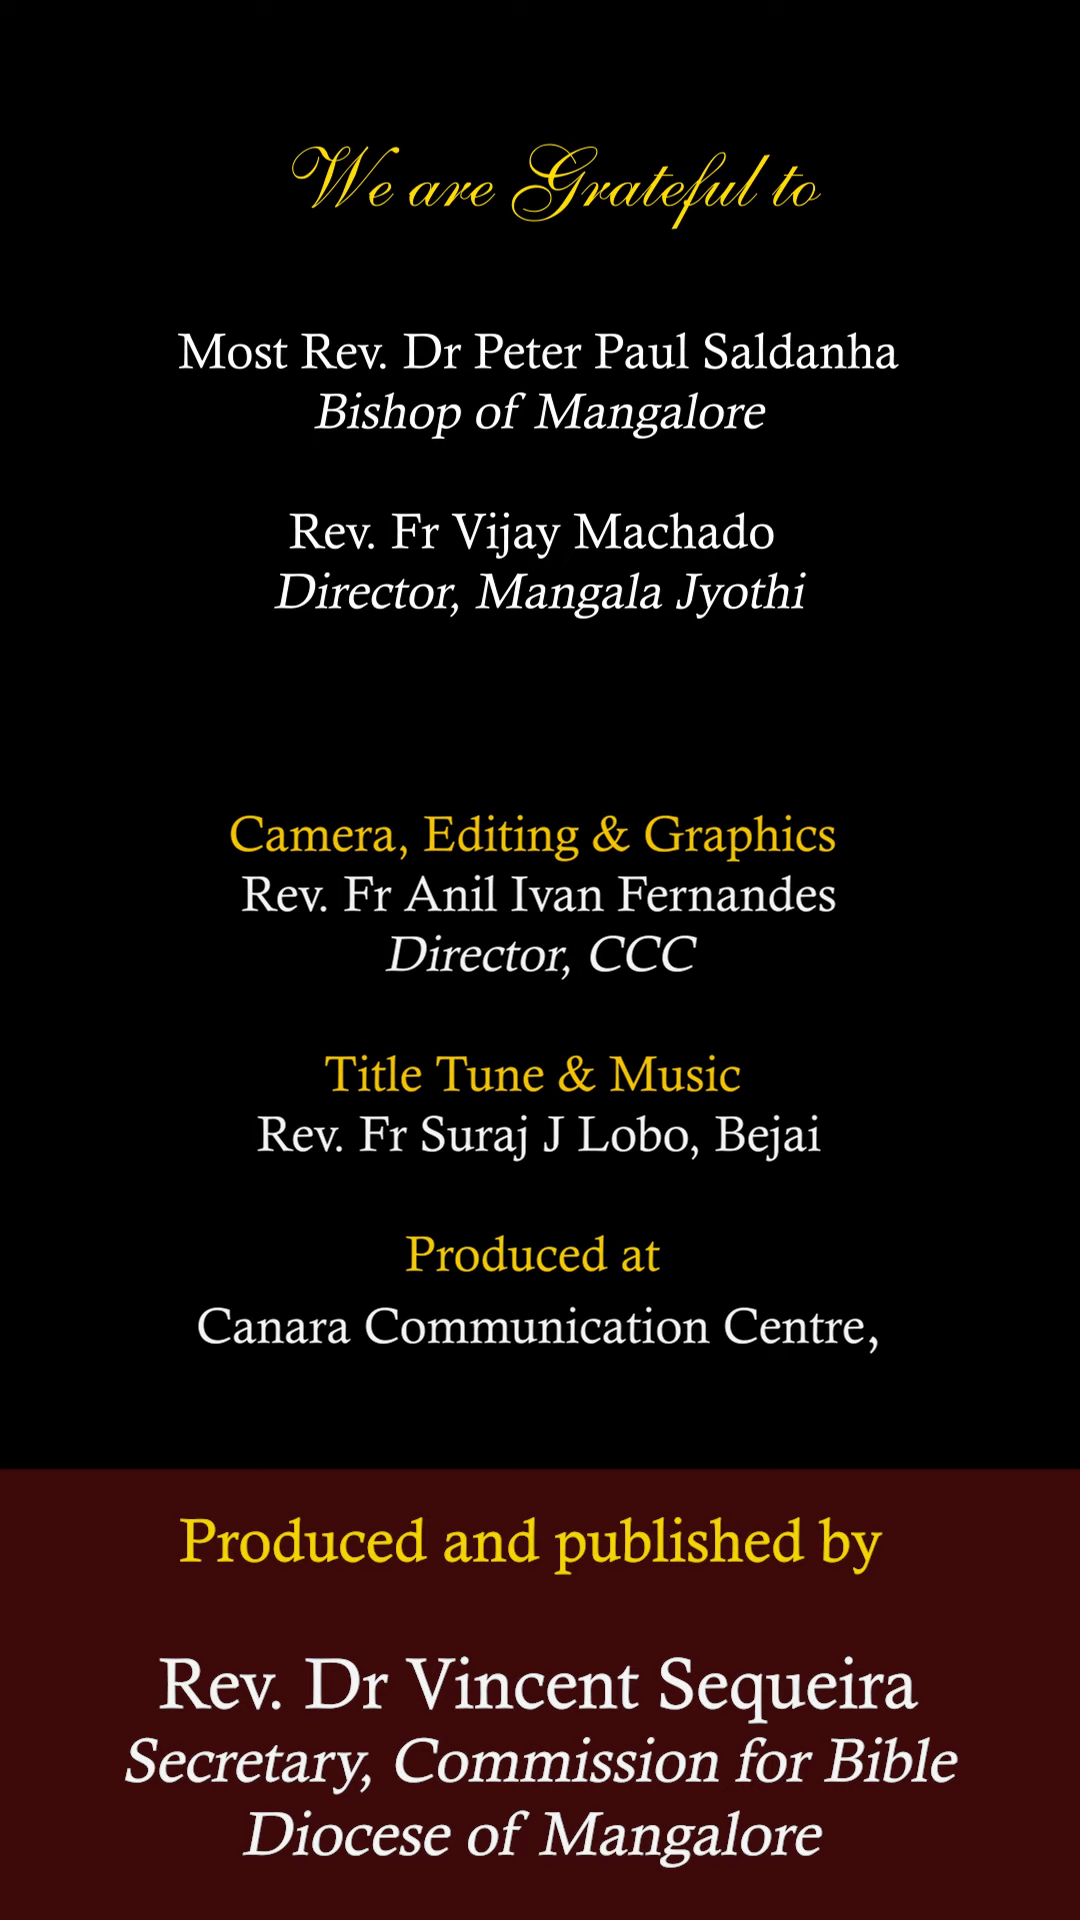 We are Grateful to
Most Rev. Dr Peter Paul Saldanha
Bishop of Mangalore
Rev. Fr Vijay Machado
Director, Mangala Jyothi
Camera, Editing & Graphics
Rev. Fr Anil Ivan Fernandes
Director, CCC
Title Tune & Music
Rev. Fr Suraj J Lobo, Bejai
Produced at
Canara Communication Centre,
Produced and published by
Rev. Dr Vincent Sequeira
Secretary, Commission for Bible
Diocese of Mangalore